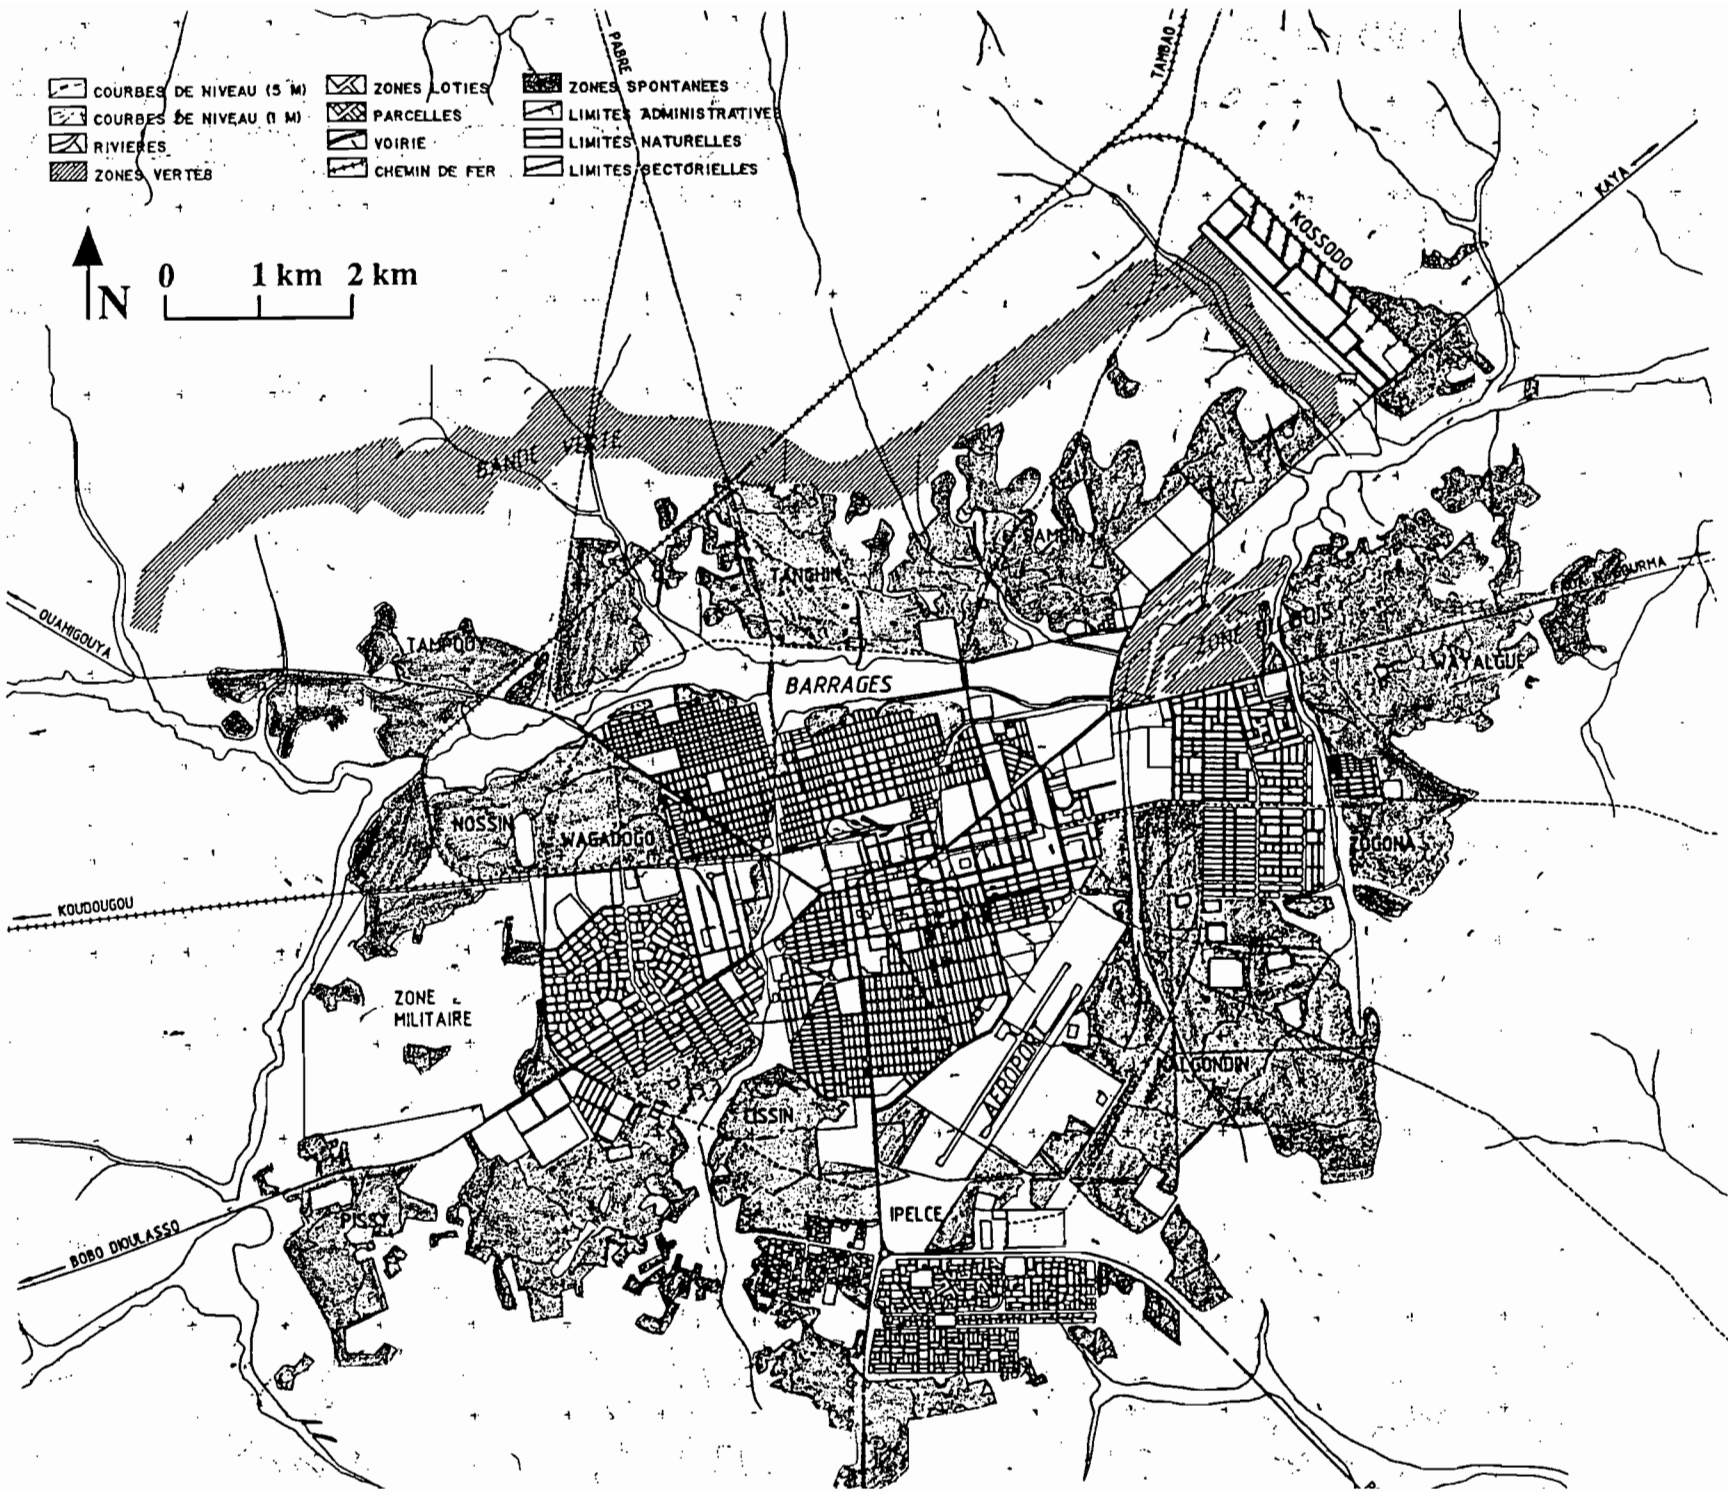 PABRE
TAMBAO
COURBES DE NIVEAU (5 M)
ZONES LOTIES
ZONES SPONTANEES
COURBES DE NIVEAU (1 M)
PARCELLES
LIMITES ADMINISTRATIVES
RIVIERES
VOIRIE
LIMITES NATURELLES
ZONES VERTES
CHEMIN DE FER
LIMITES SECTORIELLES
KAYA
KOSSODO
N
0 1 km 2 km
BANDE VERTE
TANGHIN
OUAHIGOUYA
TAMPOUY
ZONE DU BOIS
WAYALGUE
BARRAGES
NOSSIN
WAGADOGO
ZOGONA
KOUDOUGOU
ZONE
MILITAIRE
AEROPORT
CISSIN
PISSY
IPELCE
BOBO DIOULASSO